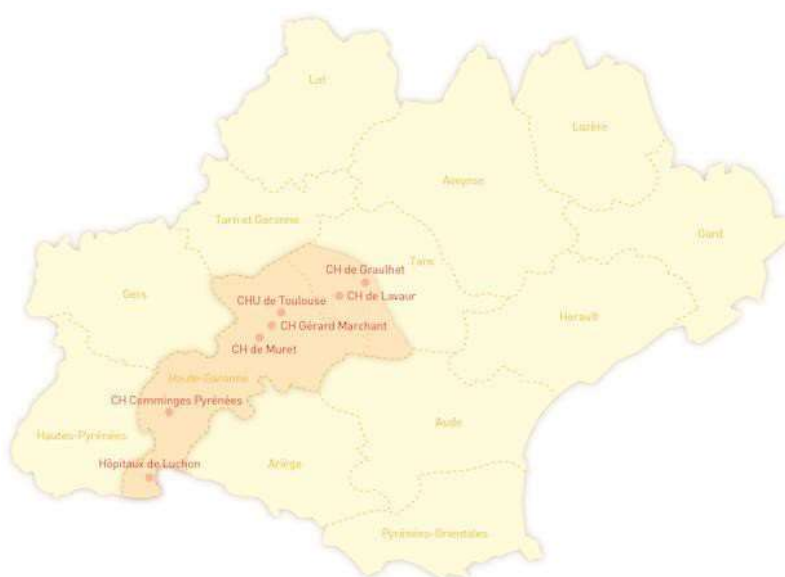 Lot
Lozère
Aveyron
Gard
Tarn et Garonne
Tarn
CH de Graulhet
CH de Lavaur
Gers
CHU de Toulouse
Herault
CH Gérard Marchant
CH de Muret
Haute-Garonne
CH Comminges Pyrénées
Aude
Hautes-Pyrénées
Hôpitaux de Luchon
Ariège
Pyrénées-Orientales